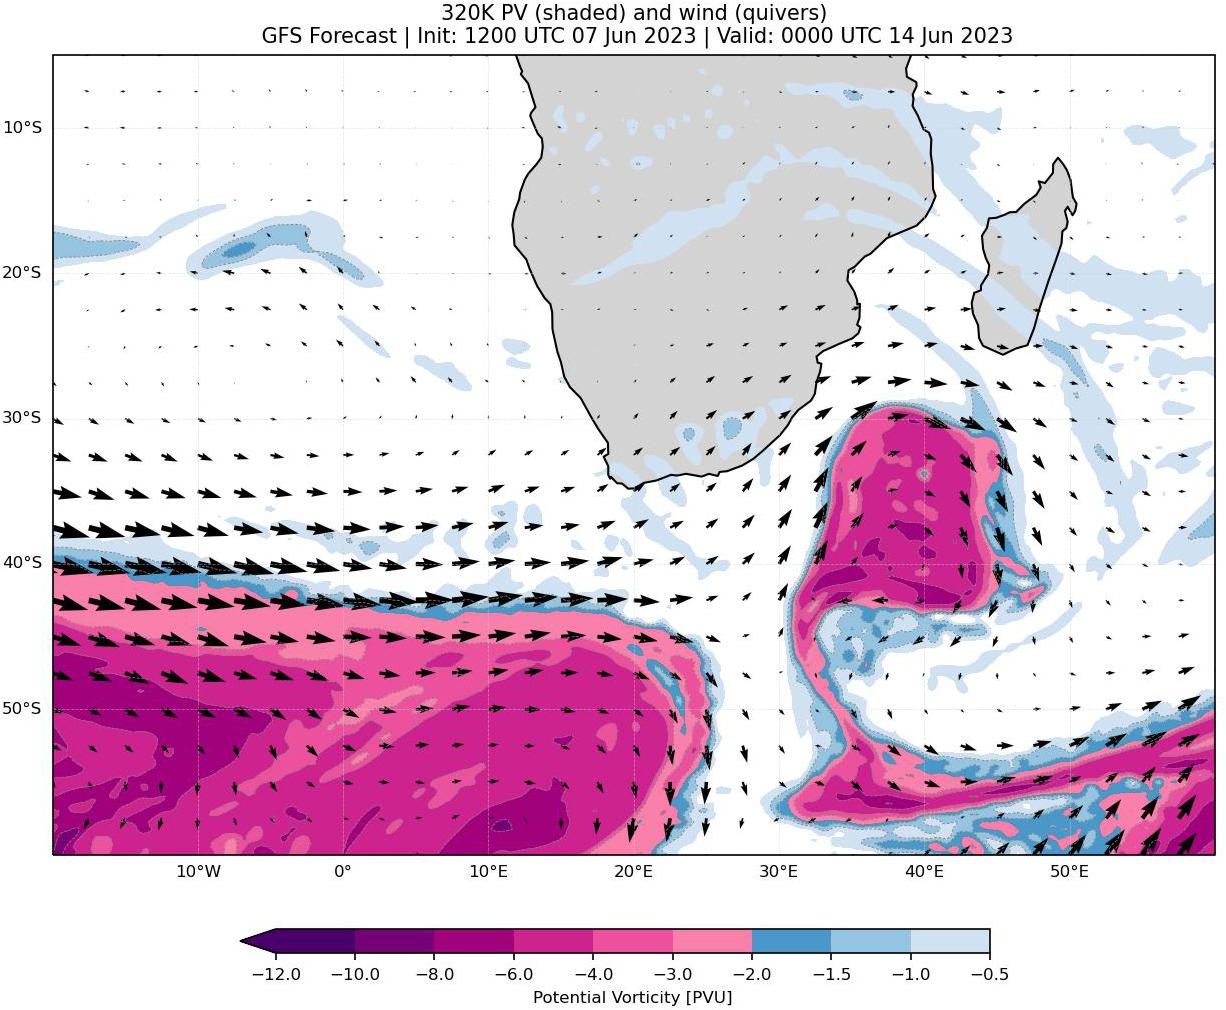 320K PV (shaded) and wind (quivers)
GFS Forecast | Init: 1200 UTC 07 Jun 2023 | Valid: 0000 UTC 14 Jun 2023
10°S
20°S
30°S
40°S
50°S
10°W 0° 10°E 20°E 30°E 40°E 50°E
−12.0 −10.0 −8.0 −6.0 −4.0 −3.0 −2.0 −1.5 −1.0 −0.5
Potential Vorticity [PVU]